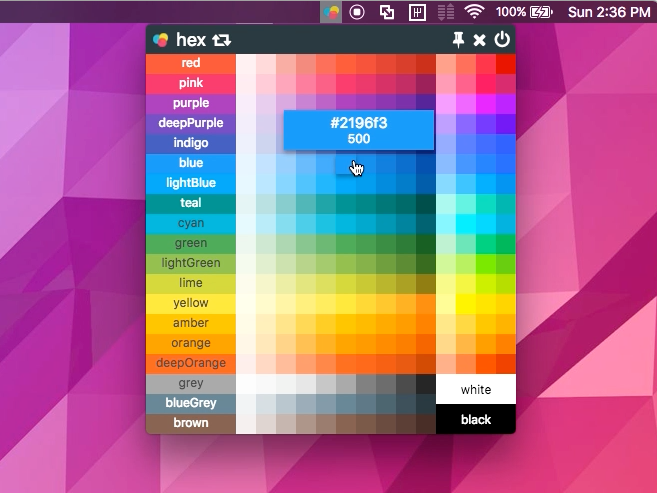 100% Sun 2:36 PM
hex
red
pink
purple
deepPurple
#2196f3
500
indigo
blue
lightBlue
teal
cyan
green
lightGreen
lime
yellow
amber
orange
deepOrange
grey
white
blueGrey
black
brown